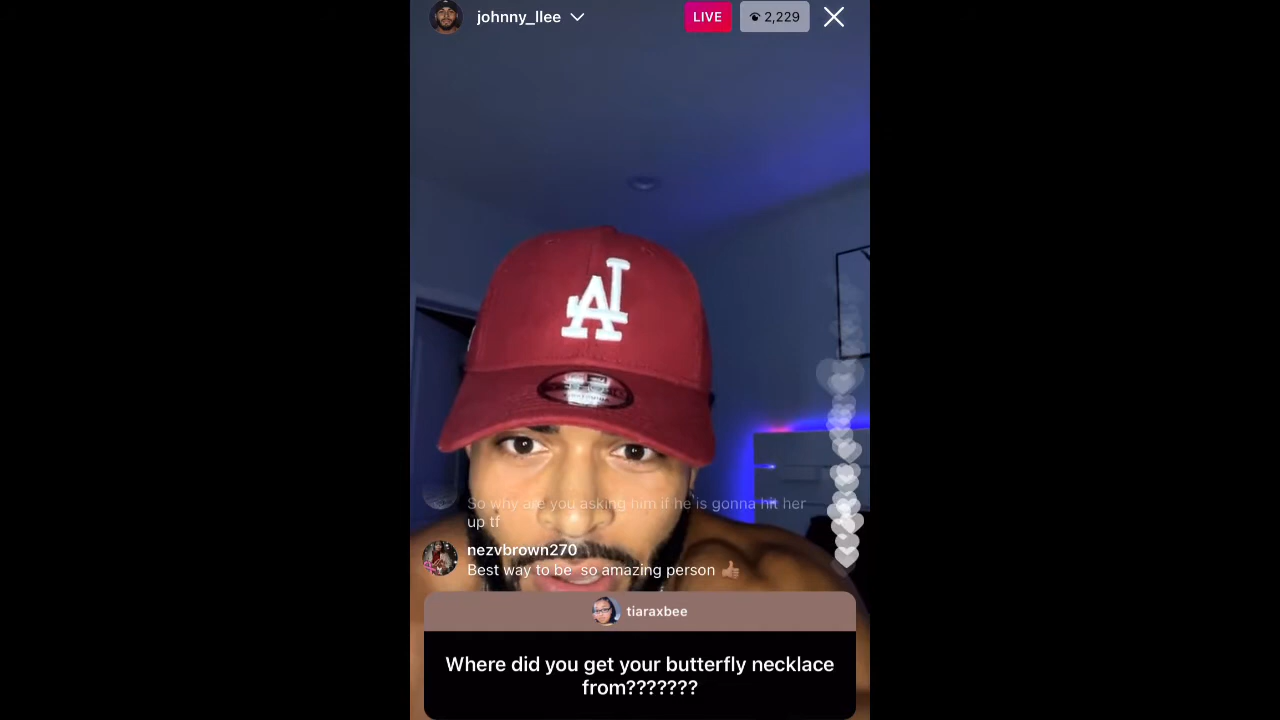 johnny_llee
LIVE
2,229
LA
So why are you asking him if he is gonna hit her
up tf
nezvbrown270
Best way to be so amazing person 👍🏽
tiaraxbee
Where did you get your butterfly necklace
from???????